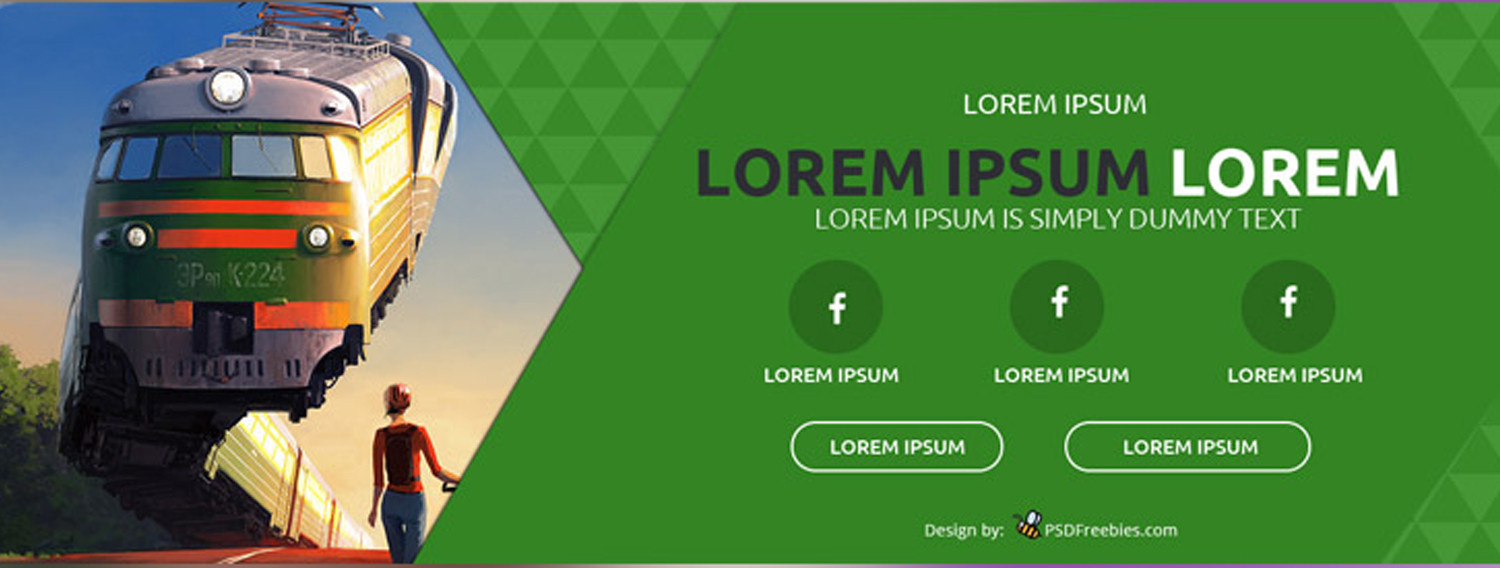 ЭР9П К-224
LOREM IPSUM
LOREM IPSUM LOREM
LOREM IPSUM IS SIMPLY DUMMY TEXT
LOREM IPSUM LOREM IPSUM LOREM IPSUM
LOREM IPSUM LOREM IPSUM
Design by: PSDFreebies.com